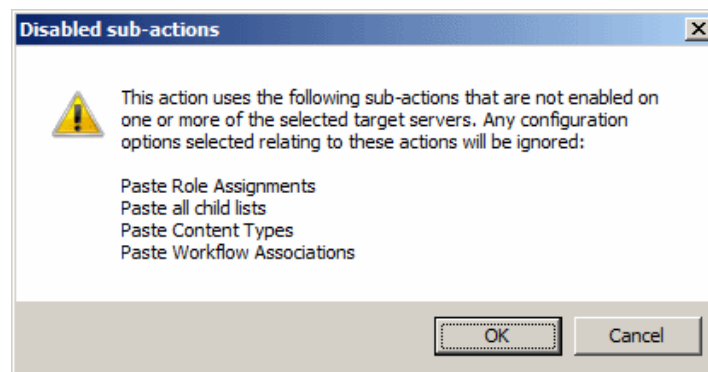 Disabled sub-actions
This action uses the following sub-actions that are not enabled on
one or more of the selected target servers. Any configuration
options selected relating to these actions will be ignored:
Paste Role Assignments
Paste all child lists
Paste Content Types
Paste Workflow Associations
OK
Cancel